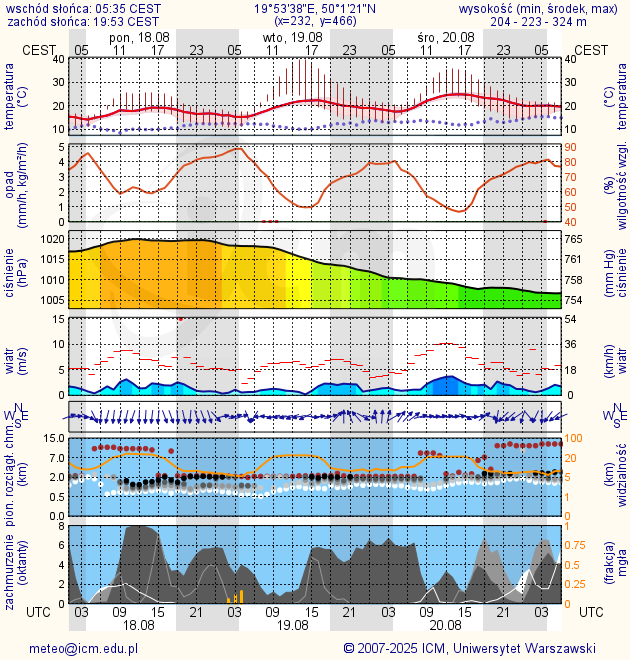 wschód słońca: 05:35 CEST 19°53'38"E, 50°1'21"N wysokość (min, środek, max)
zachód słońca: 19:53 CEST (x=232, y=466) 204 - 223 - 324 m
pon, 18.08 wto, 19.08 śro, 20.08
CEST 05 11 17 23 05 11 17 23 05 11 17 23 05 CEST
temperatura (°C)
40
30
20
10
40
30
20
10
temperatura (°C)
opad (mm/h, kg/m²/h)
5
4
3
2
1
0
90
80
70
60
50
40
(%) wilgotność wzgl.
ciśnienie (hPa)
1020
1015
1010
1005
765
761
758
754
(mm Hg) ciśnienie
wiatr (m/s)
15
10
5
0
54
36
18
0
(km/h) wiatr
N
W E
S
N
W E
S
pion. rozciągł. chm. (km)
15.0
7.0
2.0
0.5
0.0
100
20
5
1
0
(km) widzialność
zachmurzenie (oktanty)
8
6
4
2
0
1
0.75
0.5
0.25
0
(frakcja) mgła
UTC 03 09 15 21 03 09 15 21 03 09 15 21 03 UTC
18.08 19.08 20.08
meteo@icm.edu.pl © 2007-2025 ICM, Uniwersytet Warszawski